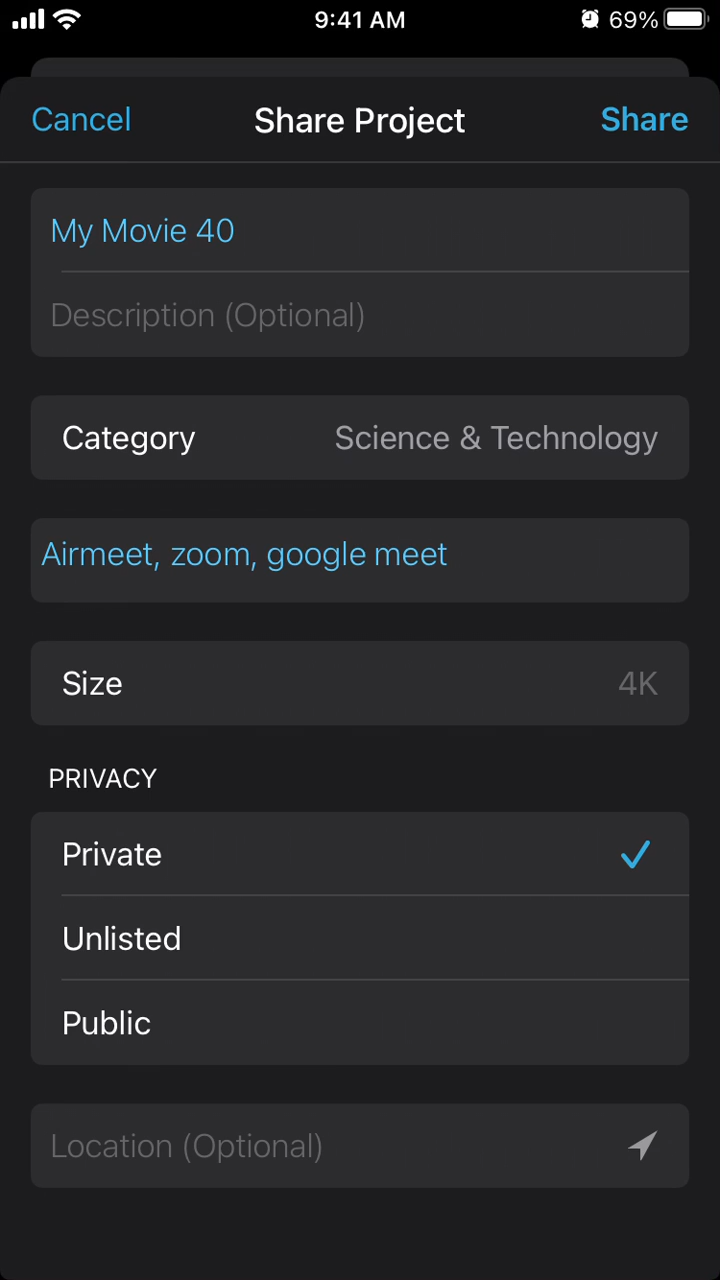 9:41 AM
69%
Cancel
Share Project
Share
My Movie 40
Description (Optional)
Category
Science & Technology
Airmeet, zoom, google meet
Size
4K
PRIVACY
Private
Unlisted
Public
Location (Optional)